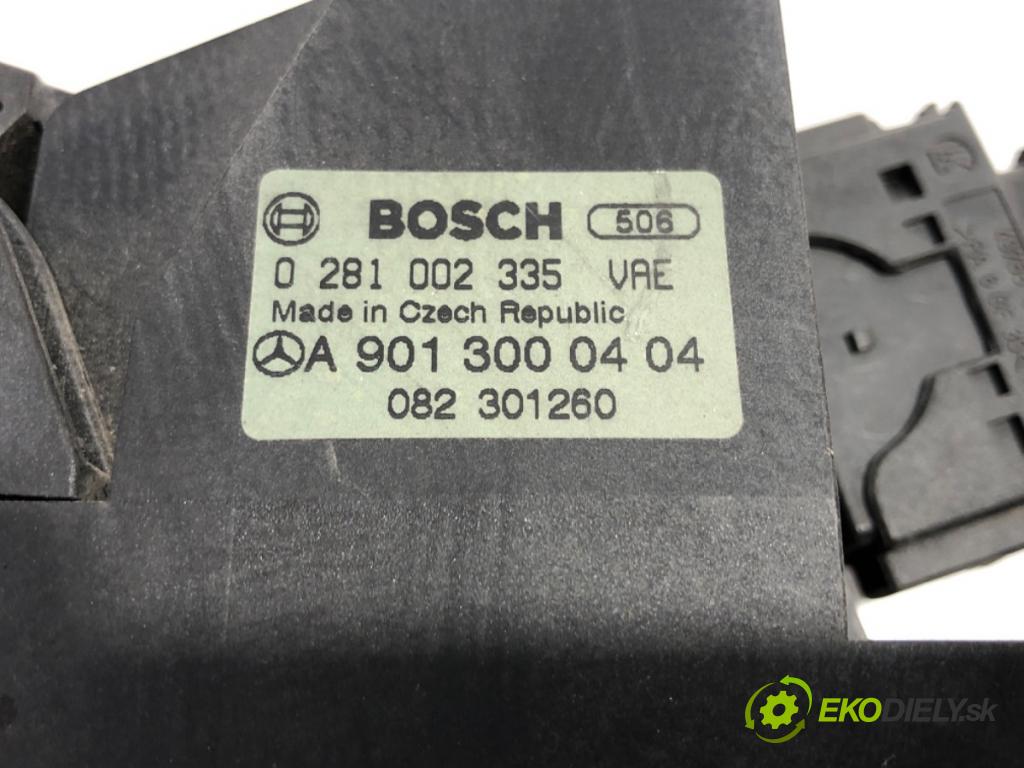 BOSCH 506
0 281 002 335 VAE
Made in Czech Republic
A 901 300 04 04
082 301260
EKODIELY.sk